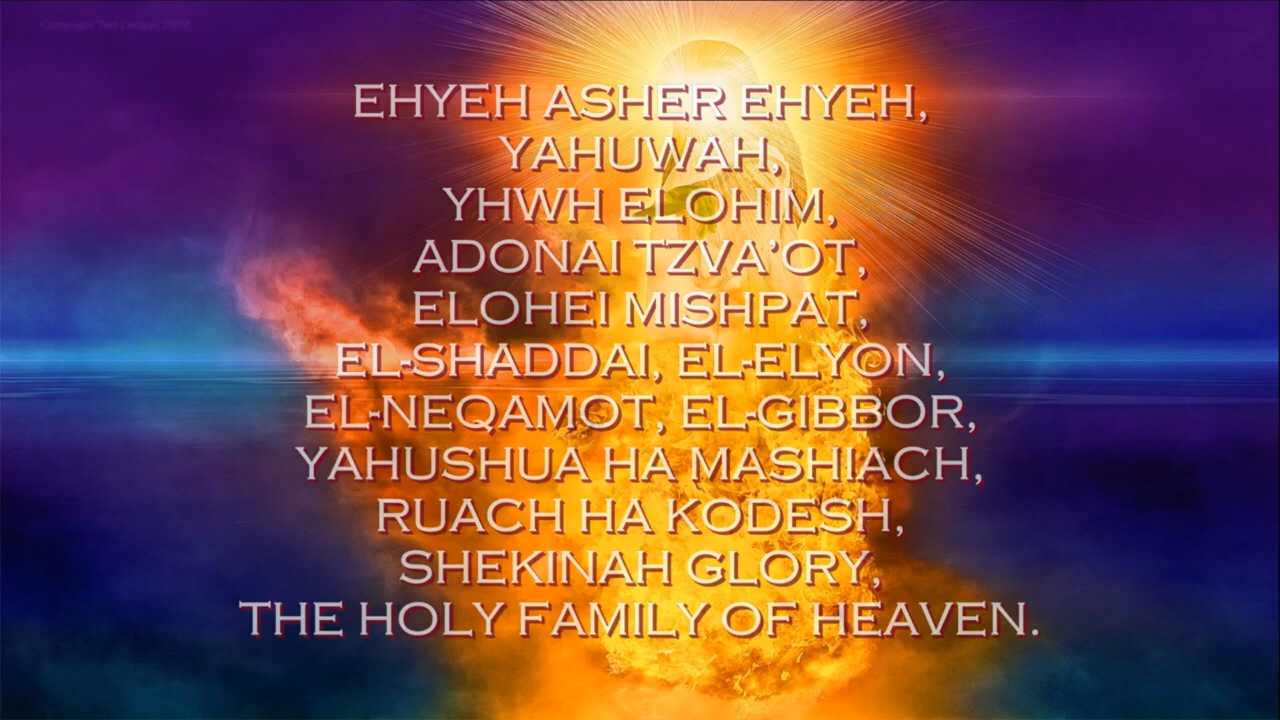 EHYEH ASHER EHYEH,
YAHUWAH,
YHWH ELOHIM,
ADONAI TZVA'OT,
ELOHEI MISHPAT,
EL-SHADDAI, EL-ELYON,
EL-NEQAMOT, EL-GIBBOR,
YAHUSHUA HA MASHIACH,
RUACH HA KODESH,
SHEKINAH GLORY,
THE HOLY FAMILY OF HEAVEN.